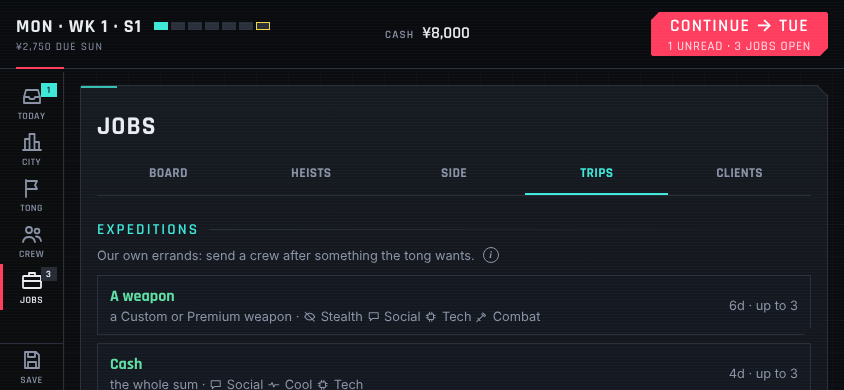 MON · WK 1 · S1
¥2,750 DUE SUN
CASH ¥8,000
CONTINUE → TUE
1 UNREAD · 3 JOBS OPEN
1
TODAY
CITY
TONG
CREW
3
JOBS
SAVE
JOBS
BOARD HEISTS SIDE TRIPS CLIENTS
EXPEDITIONS
Our own errands: send a crew after something the tong wants. i
A weapon
a Custom or Premium weapon · Stealth Social Tech Combat
6d · up to 3
Cash
the whole sum · Social Cool Tech
4d · up to 3